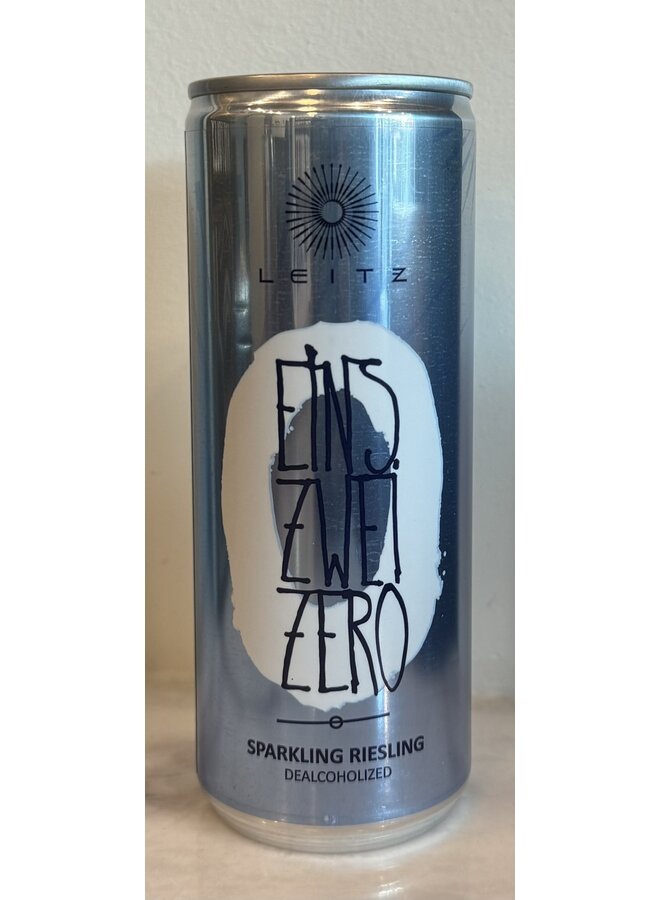 LEITZ
EINS.
ZWEI
ZERO
SPARKLING RIESLING
DEALCOHOLIZED